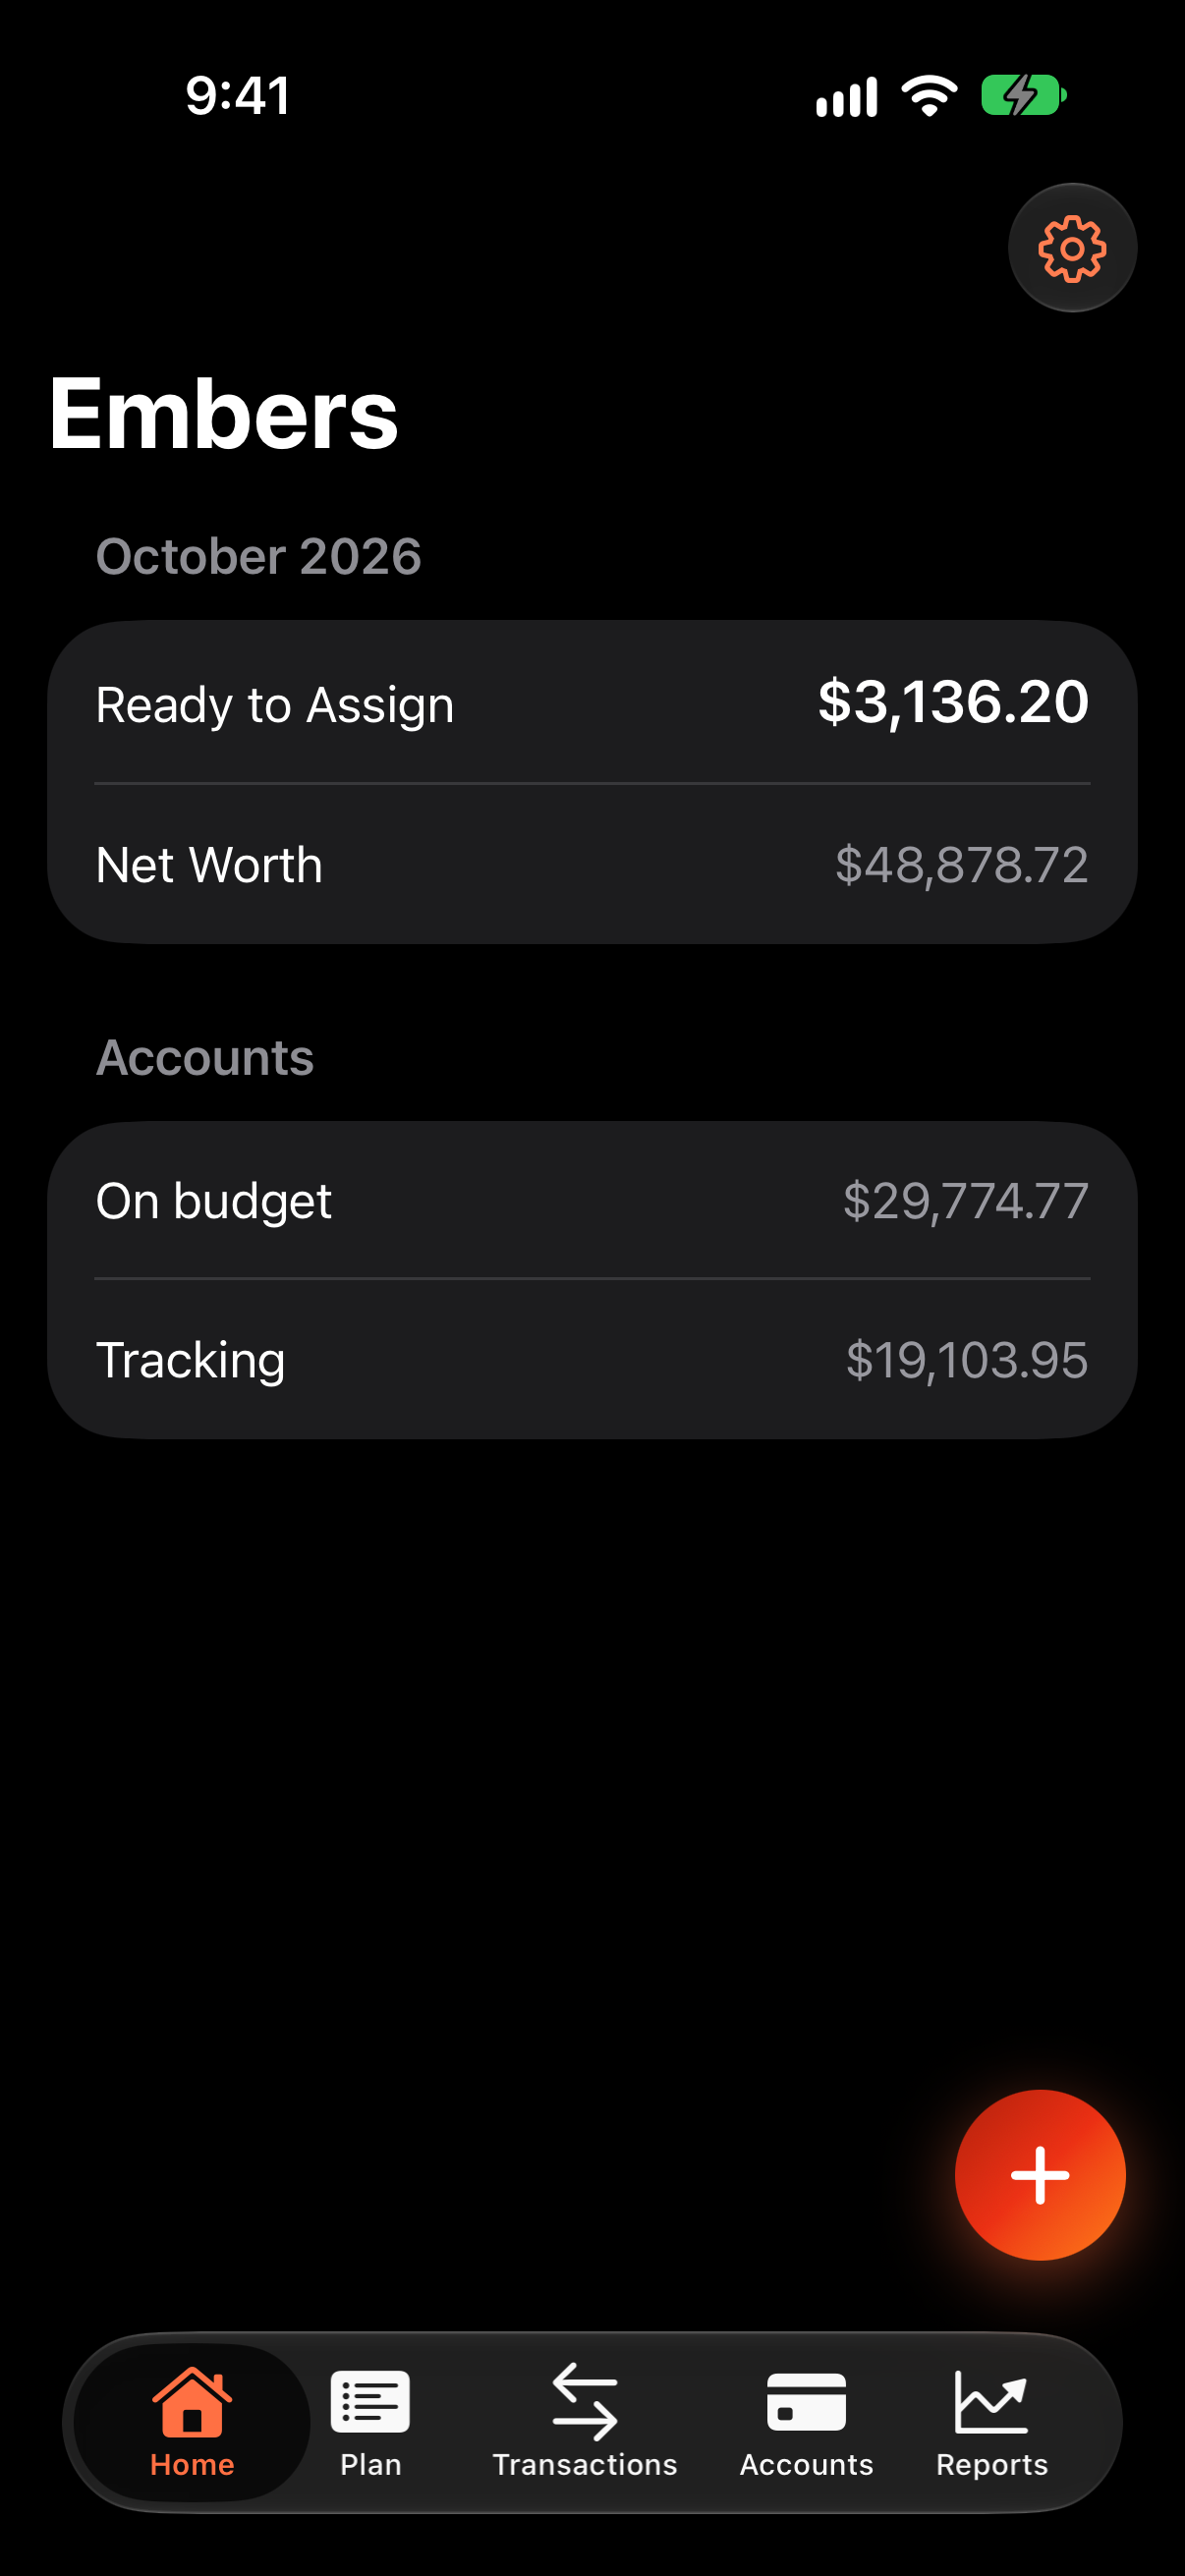 9:41
Embers
October 2026
Ready to Assign $3,136.20
Net Worth $48,878.72
Accounts
On budget $29,774.77
Tracking $19,103.95
Home Plan Transactions Accounts Reports